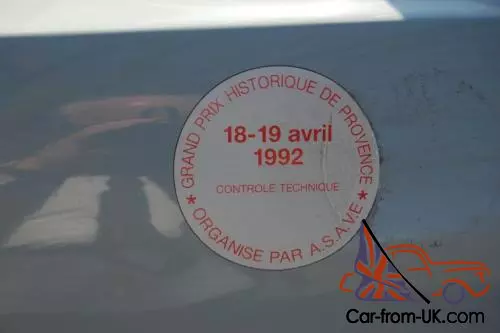 ★ GRAND PRIX HISTORIQUE DE PROVENCE ★
18-19 avril
1992
CONTROLE TECHNIQUE
ORGANISE PAR A.S.A.V.E
Car-from-UK.com